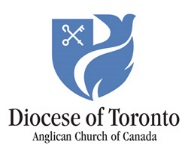 Diocese of Toronto
Anglican Church of Canada